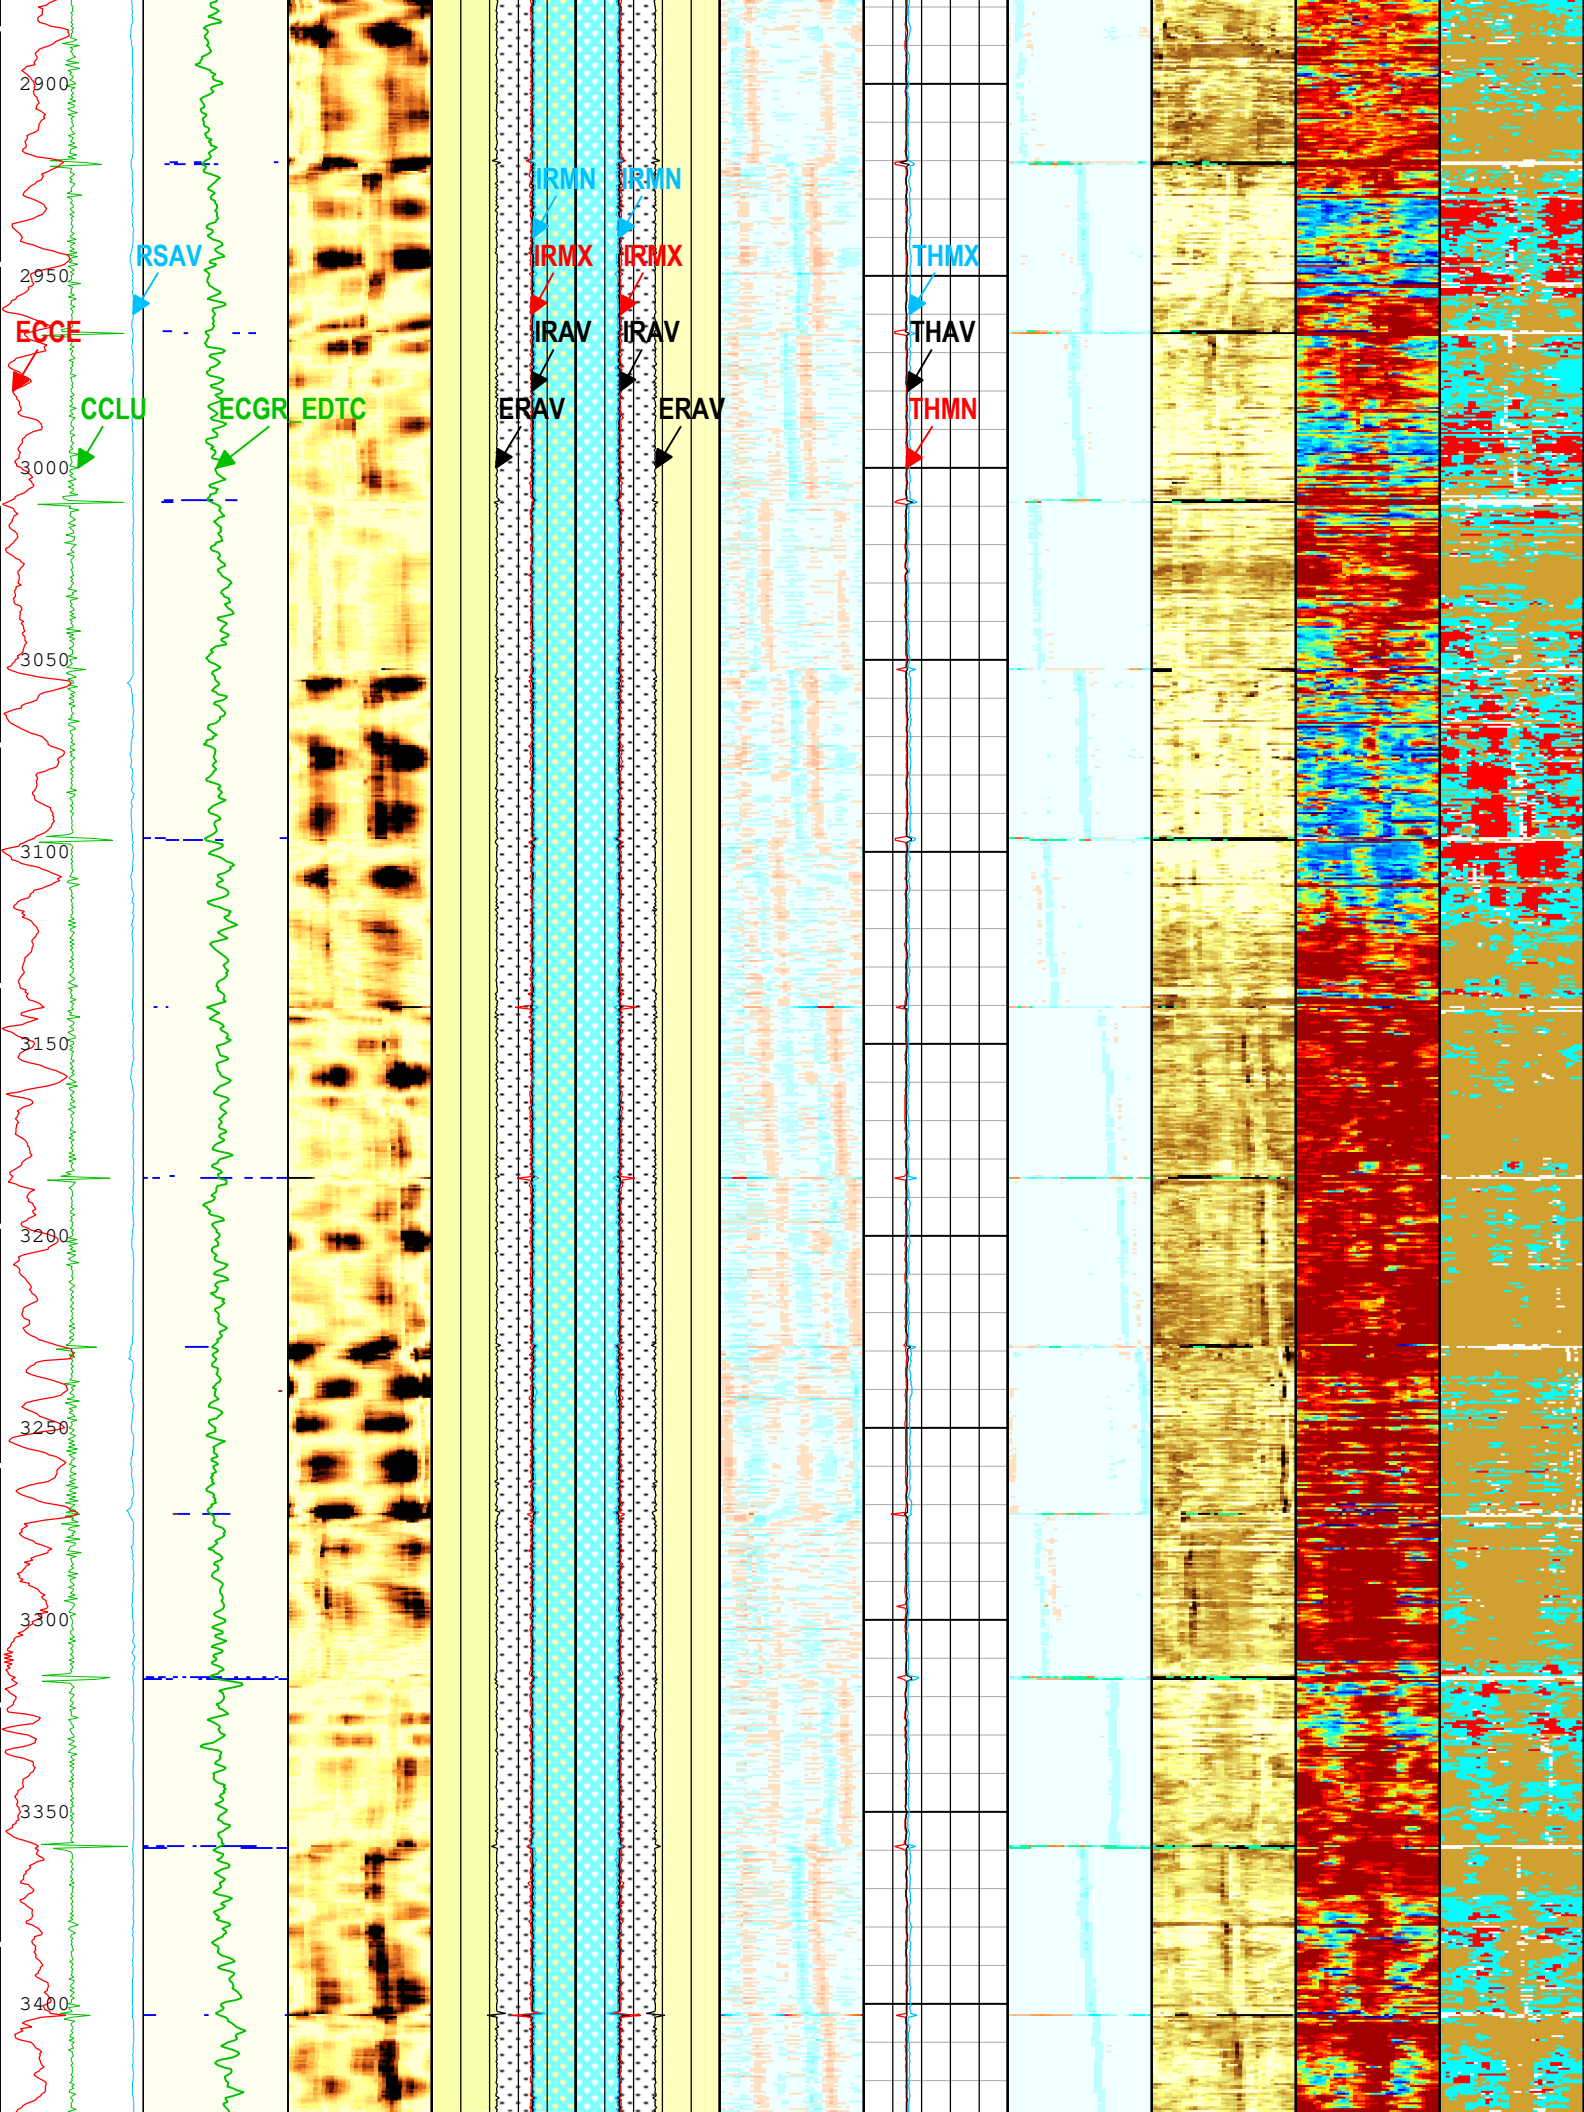 2900
IRMN IRMN
RSAV IRMX IRMX THMX
2950
ECCE IRAV IRAV THAV
CCLU ECGR_EDTC ERAV ERAV THMN
3000
3050
3100
3150
3200
3250
3300
3350
3400